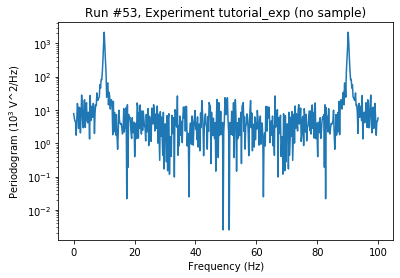 Run #53, Experiment tutorial_exp (no sample)
Periodogram (10³ V^2/Hz)
10³
10²
10¹
10⁰
10⁻¹
10⁻²
0 20 40 60 80 100
Frequency (Hz)